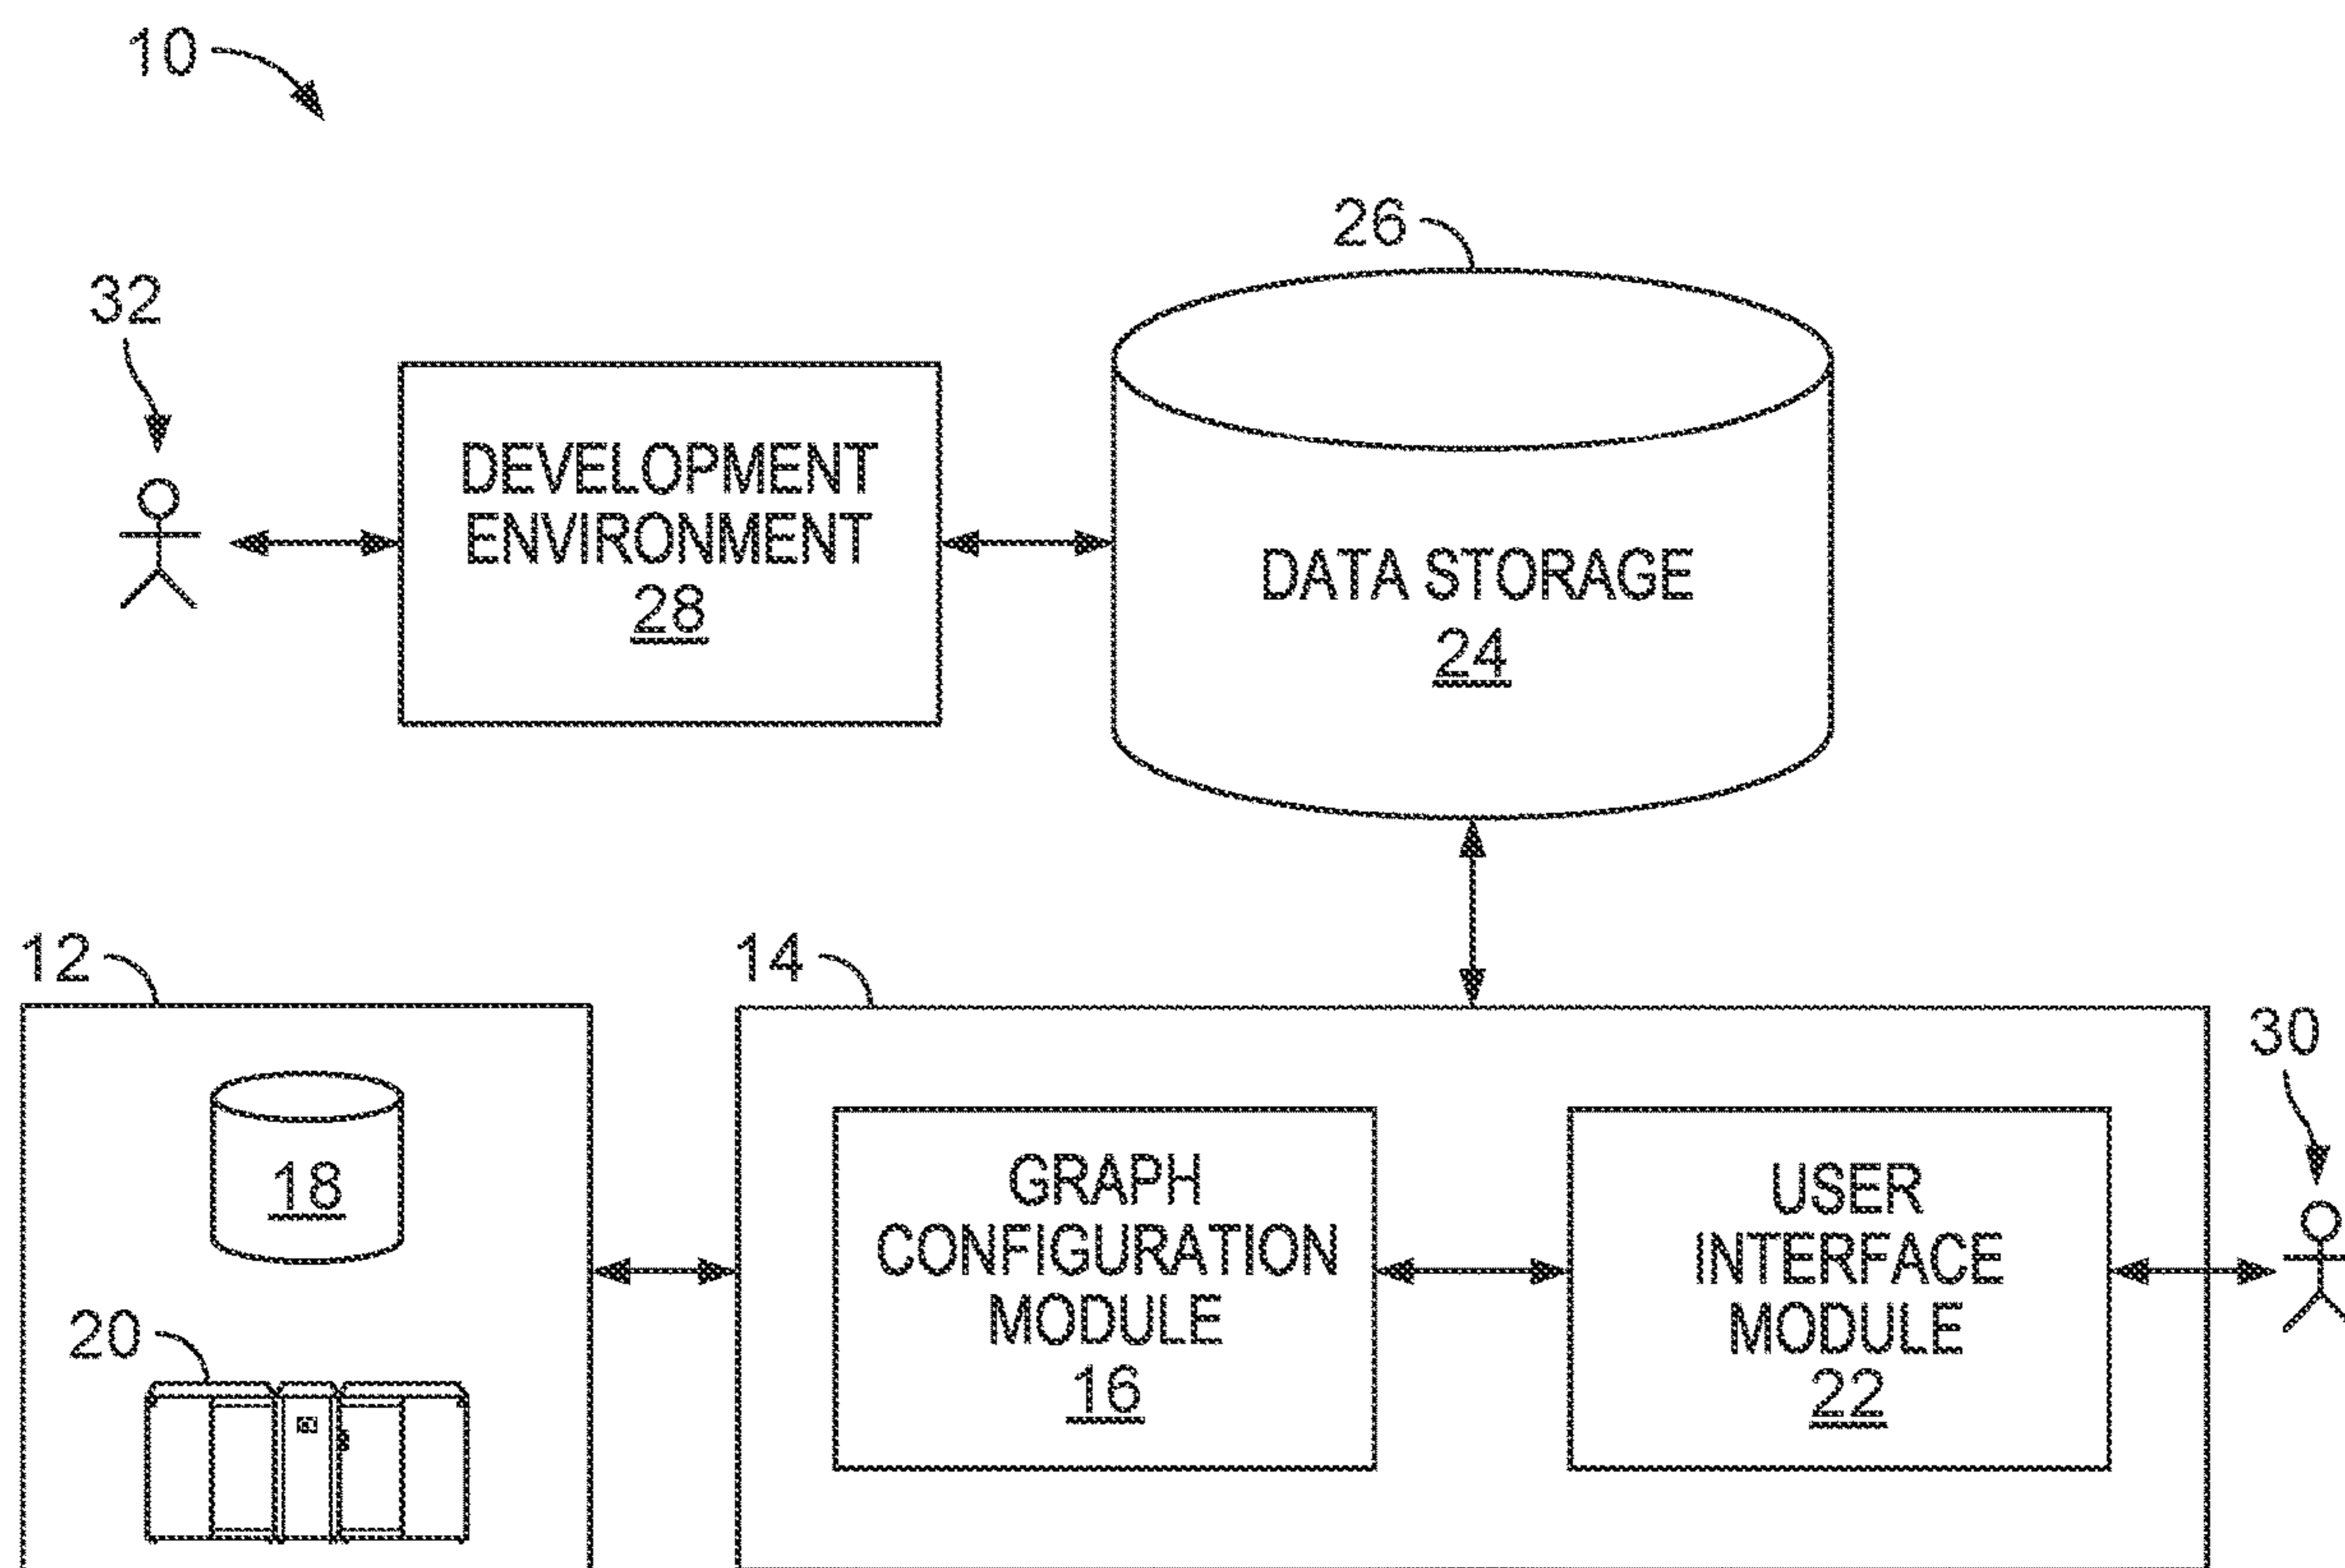 10
26
32
DEVELOPMENT
ENVIRONMENT
28
DATA STORAGE
24
12
14
30
18
20
GRAPH
CONFIGURATION
MODULE
16
USER
INTERFACE
MODULE
22